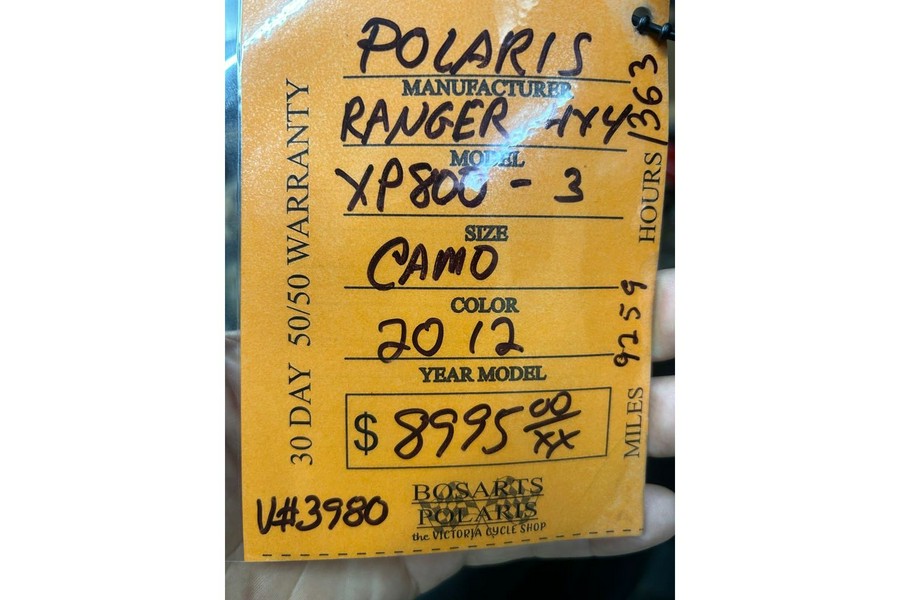 POLARIS
MANUFACTURER
RANGER 4X4
MODEL
XP800 - 3
SIZE
CAMO
COLOR
2012
YEAR MODEL
$ 8995 00/XX
BOSARTS
POLARIS
the VICTORIA CYCLE SHOP
V#3980
30 DAY 50/50 WARRANTY
MILES 9259 HOURS 1363